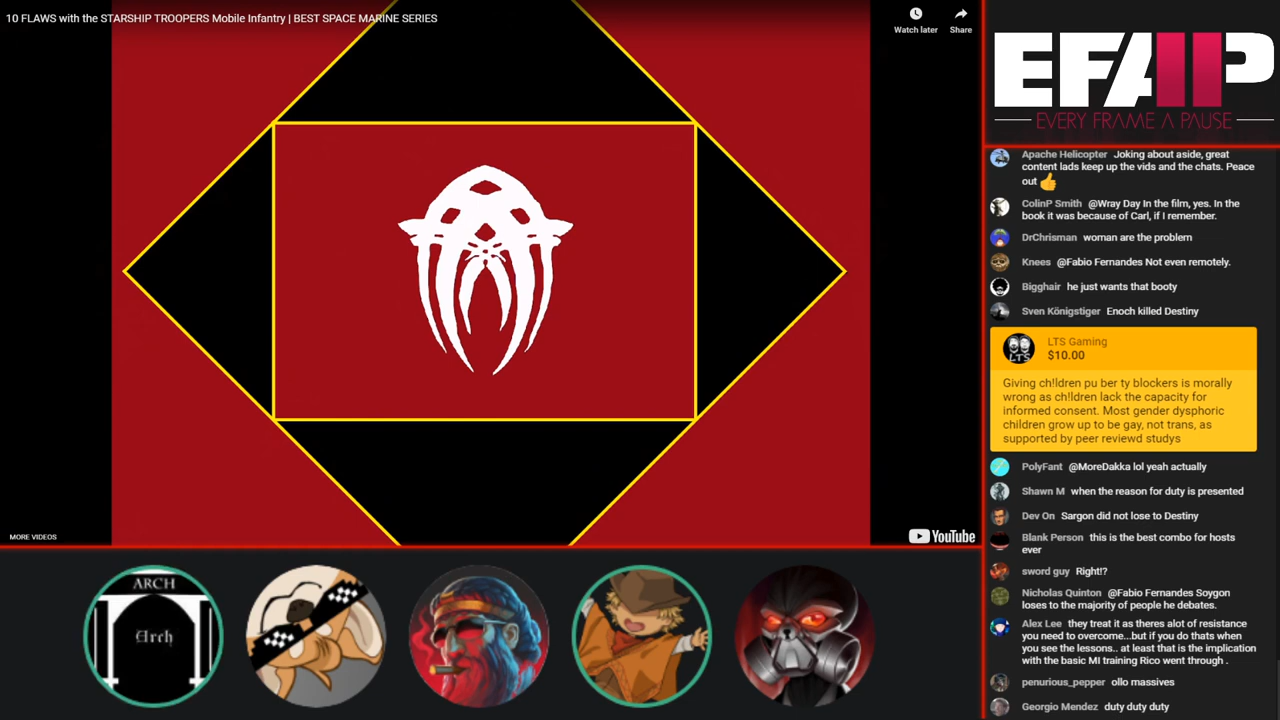 10 FLAWS with the STARSHIP TROOPERS Mobile Infantry | BEST SPACE MARINE SERIES
Watch later
Share
MORE VIDEOS
YouTube
ARCH
Arch
EFAP
EVERY FRAME A PAUSE
Apache Helicopter Joking about aside, great
content lads keep up the vids and the chats. Peace
out 👍
ColinP Smith @Wray Day In the film, yes. In the
book it was because of Carl, if I remember.
DrChrisman woman are the problem
Knees @Fabio Fernandes Not even remotely.
Bigghair he just wants that booty
Sven Königstiger Enoch killed Destiny
LTS
LTS Gaming
$10.00
Giving ch!ldren pu ber ty blockers is morally
wrong as ch!ldren lack the capacity for
informed consent. Most gender dysphoric
children grow up to be gay, not trans, as
supported by peer reviewd studys
PolyFant @MoreDakka lol yeah actually
Shawn M when the reason for duty is presented
Dev On Sargon did not lose to Destiny
Blank Person this is the best combo for hosts
ever
sword guy Right!?
Nicholas Quinton @Fabio Fernandes Soygon
loses to the majority of people he debates.
Alex Lee they treat it as theres alot of resistance
you need to overcome...but if you do thats when
you see the lessons.. at least that is the implication
with the basic MI training Rico went through .
penurious_pepper ollo massives
Georgio Mendez duty duty duty